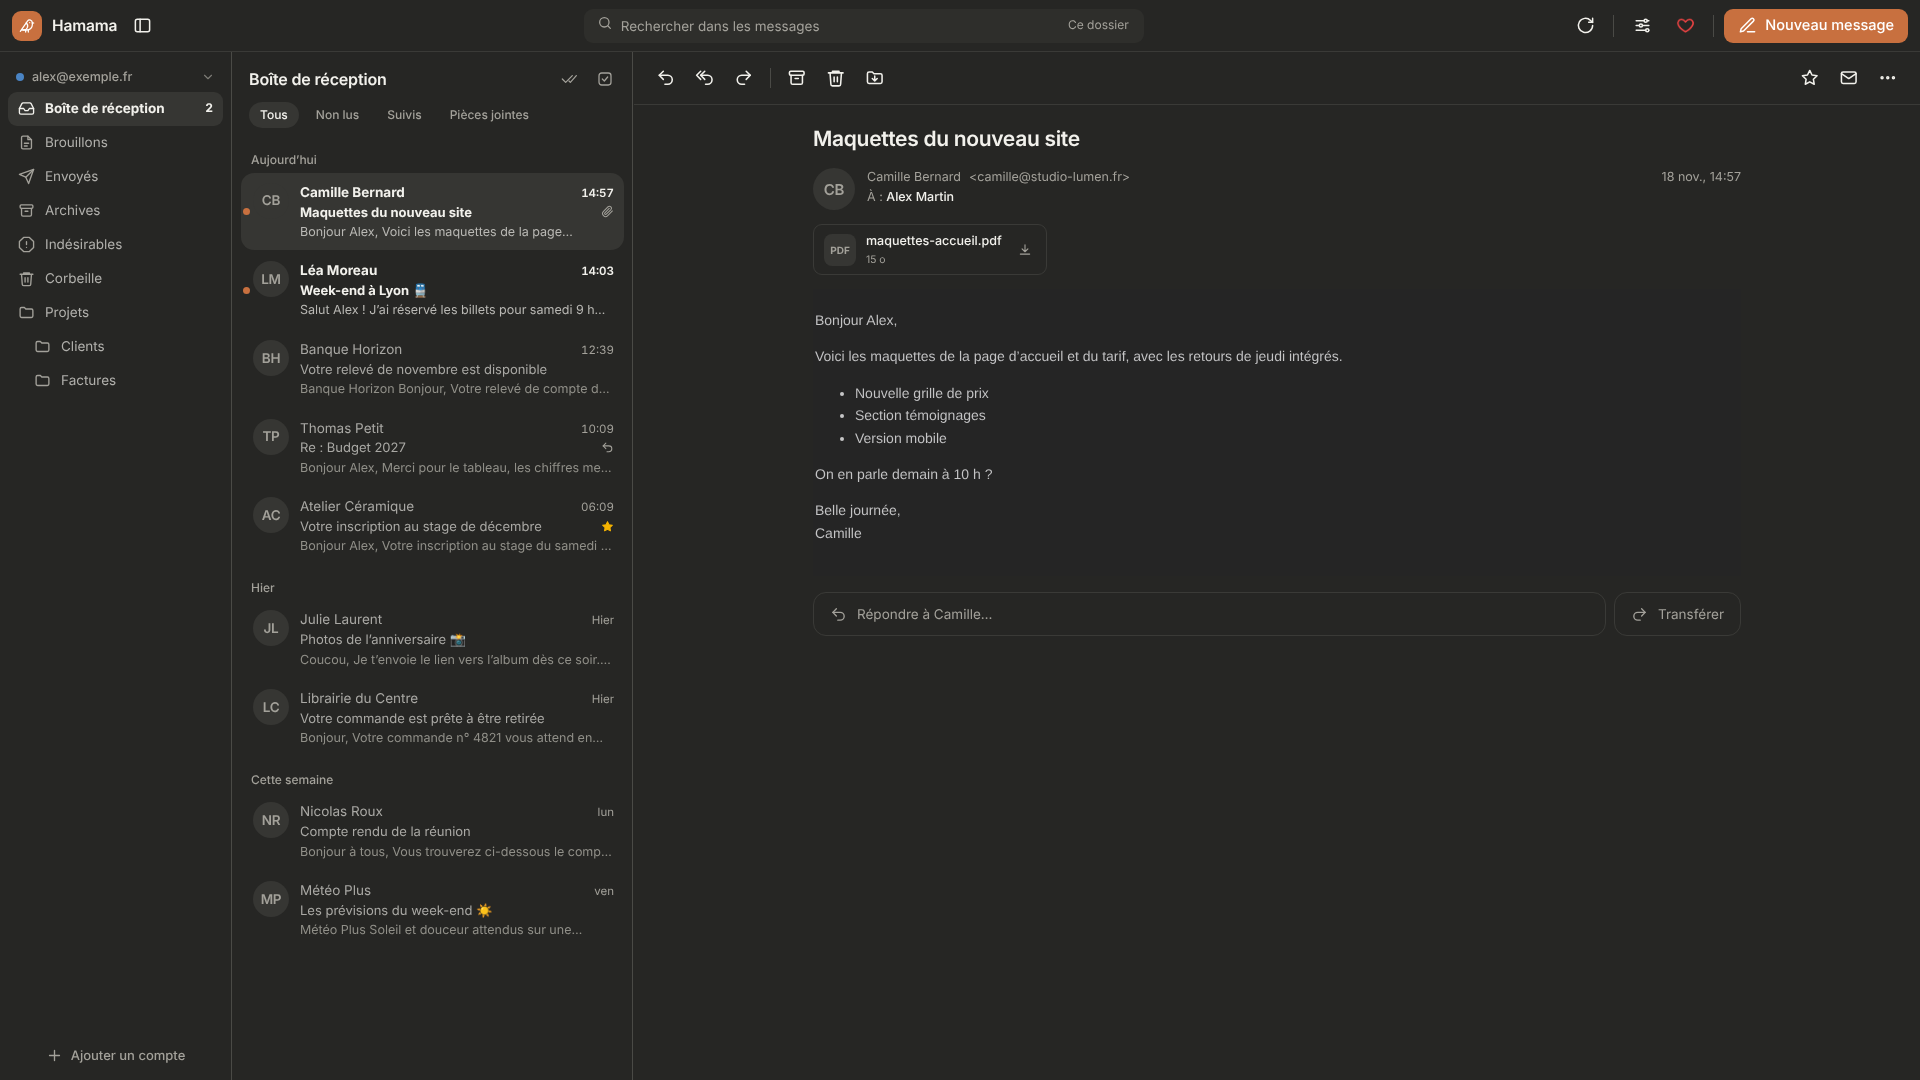 Hamama
Rechercher dans les messages
Ce dossier
Nouveau message
alex@exemple.fr
Boîte de réception 2
Brouillons
Envoyés
Archives
Indésirables
Corbeille
Projets
Clients
Factures
Ajouter un compte
Boîte de réception
Tous Non lus Suivis Pièces jointes
Aujourd’hui
CB
Camille Bernard 14:57
Maquettes du nouveau site
Bonjour Alex, Voici les maquettes de la page...
LM
Léa Moreau 14:03
Week-end à Lyon 🚆
Salut Alex ! J’ai réservé les billets pour samedi 9 h...
BH
Banque Horizon 12:39
Votre relevé de novembre est disponible
Banque Horizon Bonjour, Votre relevé de compte d...
TP
Thomas Petit 10:09
Re : Budget 2027
Bonjour Alex, Merci pour le tableau, les chiffres me...
AC
Atelier Céramique 06:09
Votre inscription au stage de décembre
Bonjour Alex, Votre inscription au stage du samedi ...
Hier
JL
Julie Laurent Hier
Photos de l’anniversaire 📸
Coucou, Je t’envoie le lien vers l’album dès ce soir....
LC
Librairie du Centre Hier
Votre commande est prête à être retirée
Bonjour, Votre commande n° 4821 vous attend en...
Cette semaine
NR
Nicolas Roux lun
Compte rendu de la réunion
Bonjour à tous, Vous trouverez ci-dessous le comp...
MP
Météo Plus ven
Les prévisions du week-end ☀️
Météo Plus Soleil et douceur attendus sur une...
Maquettes du nouveau site
CB
Camille Bernard <camille@studio-lumen.fr> 18 nov., 14:57
À : Alex Martin
PDF
maquettes-accueil.pdf
15 o
Bonjour Alex,
Voici les maquettes de la page d’accueil et du tarif, avec les retours de jeudi intégrés.
• Nouvelle grille de prix
• Section témoignages
• Version mobile
On en parle demain à 10 h ?
Belle journée,
Camille
Répondre à Camille...
Transférer